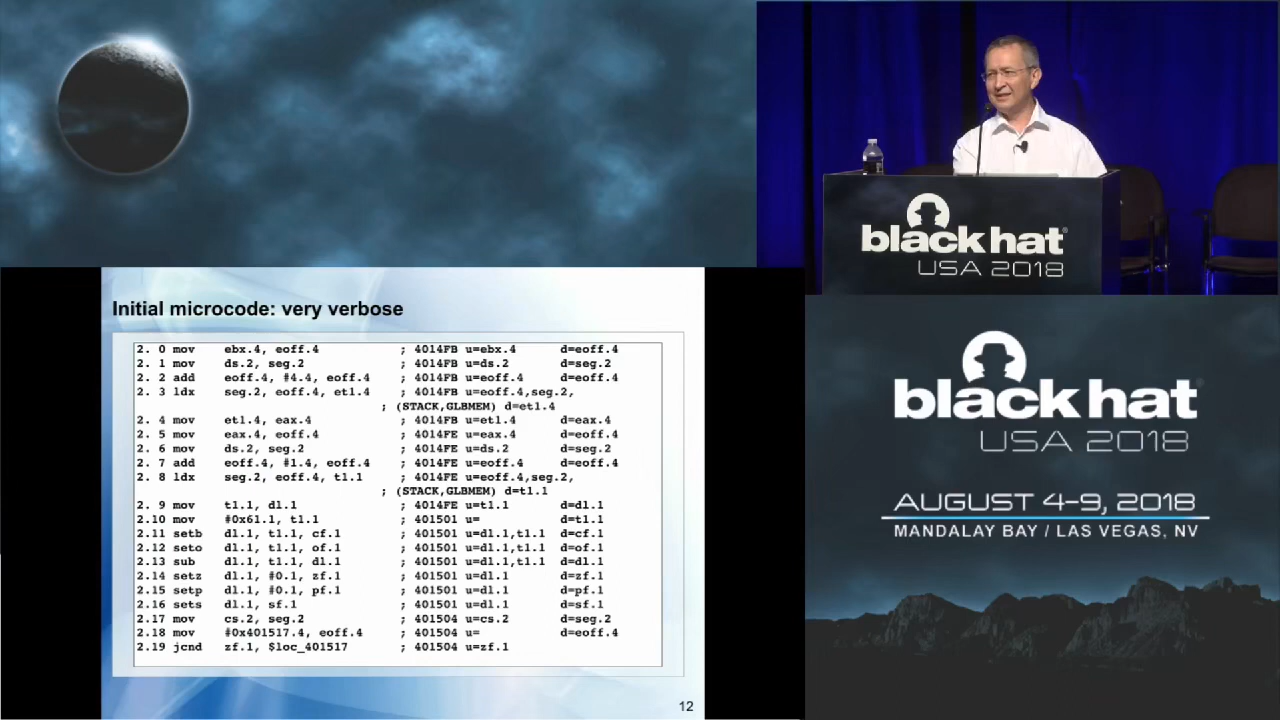 black hat
USA 2018
Initial microcode: very verbose
2. 0 mov ebx.4, eoff.4 ; 4014FB u=ebx.4 d=eoff.4
2. 1 mov ds.2, seg.2 ; 4014FB u=ds.2 d=seg.2
2. 2 add eoff.4, #4.4, eoff.4 ; 4014FB u=eoff.4 d=eoff.4
2. 3 ldx seg.2, eoff.4, et1.4 ; 4014FB u=eoff.4,seg.2,
; (STACK,GLBMEM) d=et1.4
2. 4 mov et1.4, eax.4 ; 4014FB u=et1.4 d=eax.4
2. 5 mov eax.4, eoff.4 ; 4014FE u=eax.4 d=eoff.4
2. 6 mov ds.2, seg.2 ; 4014FE u=ds.2 d=seg.2
2. 7 add eoff.4, #1.4, eoff.4 ; 4014FE u=eoff.4 d=eoff.4
2. 8 ldx seg.2, eoff.4, t1.1 ; 4014FE u=eoff.4,seg.2,
; (STACK,GLBMEM) d=t1.1
2. 9 mov t1.1, dl.1 ; 4014FE u=t1.1 d=dl.1
2.10 mov #0x61.1, t1.1 ; 401501 u= d=t1.1
2.11 setb dl.1, t1.1, cf.1 ; 401501 u=dl.1,t1.1 d=cf.1
2.12 seto dl.1, t1.1, of.1 ; 401501 u=dl.1,t1.1 d=of.1
2.13 sub dl.1, t1.1, dl.1 ; 401501 u=dl.1,t1.1 d=dl.1
2.14 setz dl.1, #0.1, zf.1 ; 401501 u=dl.1 d=zf.1
2.15 setp dl.1, #0.1, pf.1 ; 401501 u=dl.1 d=pf.1
2.16 sets dl.1, sf.1 ; 401501 u=dl.1 d=sf.1
2.17 mov cs.2, seg.2 ; 401504 u=cs.2 d=seg.2
2.18 mov #0x401517.4, eoff.4 ; 401504 u= d=eoff.4
2.19 jcnd zf.1, $loc_401517 ; 401504 u=zf.1
12
black hat
USA 2018
AUGUST 4-9, 2018
MANDALAY BAY / LAS VEGAS, NV